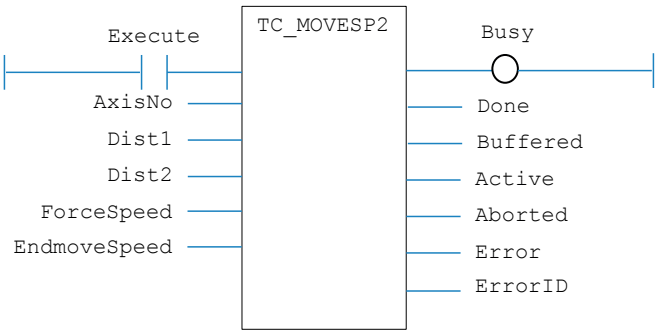 TC_MOVESP2
Execute
Busy
AxisNo
Done
Dist1
Buffered
Dist2
Active
ForceSpeed
Aborted
EndmoveSpeed
Error
ErrorID